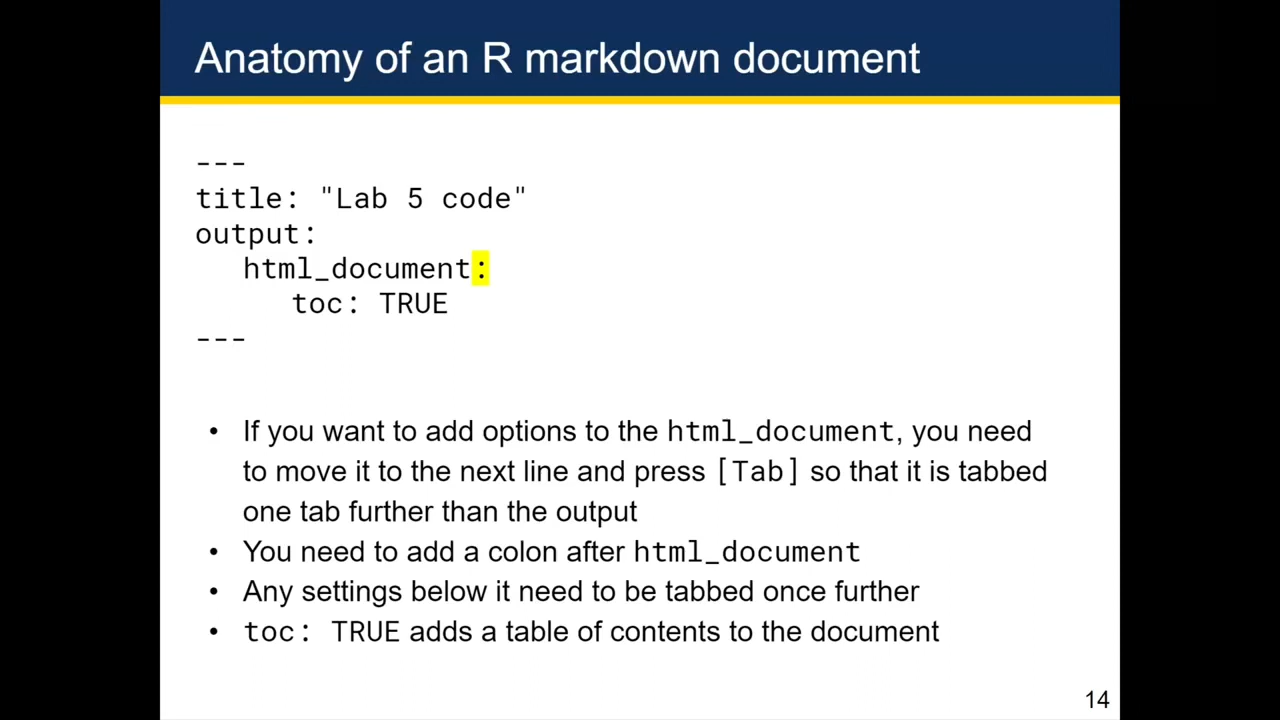 Anatomy of an R markdown document
---
title: "Lab 5 code"
output:
html_document:
toc: TRUE
---
• If you want to add options to the html_document, you need
to move it to the next line and press [Tab] so that it is tabbed
one tab further than the output
• You need to add a colon after html_document
• Any settings below it need to be tabbed once further
• toc: TRUE adds a table of contents to the document
14